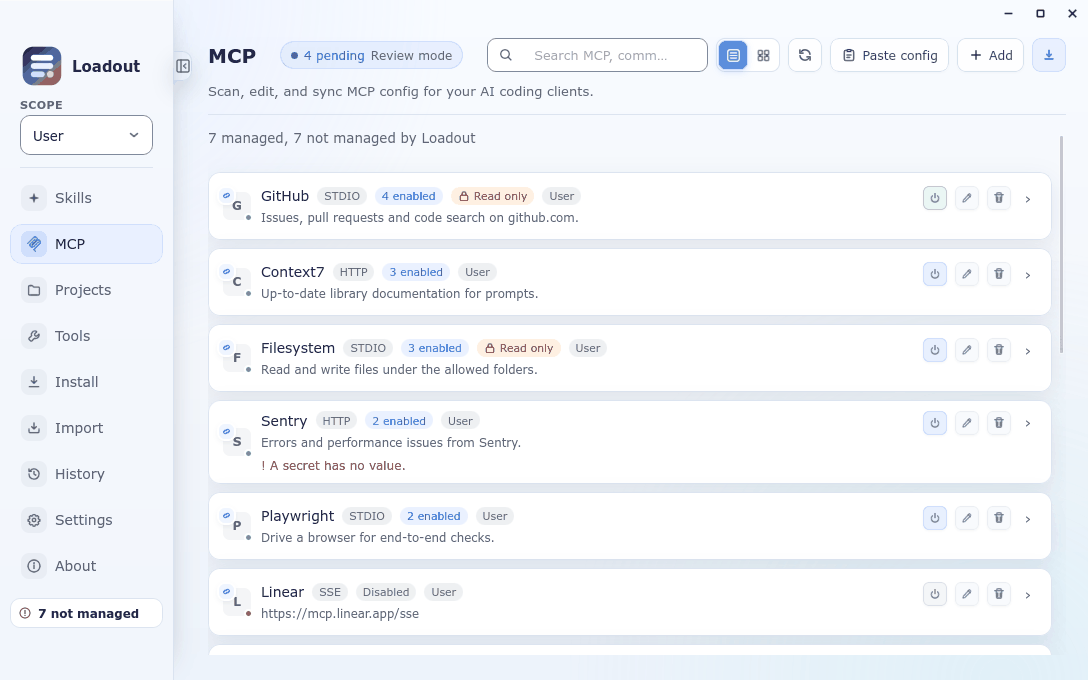 Loadout
SCOPE
User
Skills
MCP
Projects
Tools
Install
Import
History
Settings
About
7 not managed
MCP
4 pending Review mode
Search MCP, comm...
Paste config
Add
Scan, edit, and sync MCP config for your AI coding clients.
7 managed, 7 not managed by Loadout
G
GitHub STDIO 4 enabled Read only User
Issues, pull requests and code search on github.com.
C
Context7 HTTP 3 enabled User
Up-to-date library documentation for prompts.
F
Filesystem STDIO 3 enabled Read only User
Read and write files under the allowed folders.
S
Sentry HTTP 2 enabled User
Errors and performance issues from Sentry.
! A secret has no value.
P
Playwright STDIO 2 enabled User
Drive a browser for end-to-end checks.
L
Linear SSE Disabled User
https://mcp.linear.app/sse